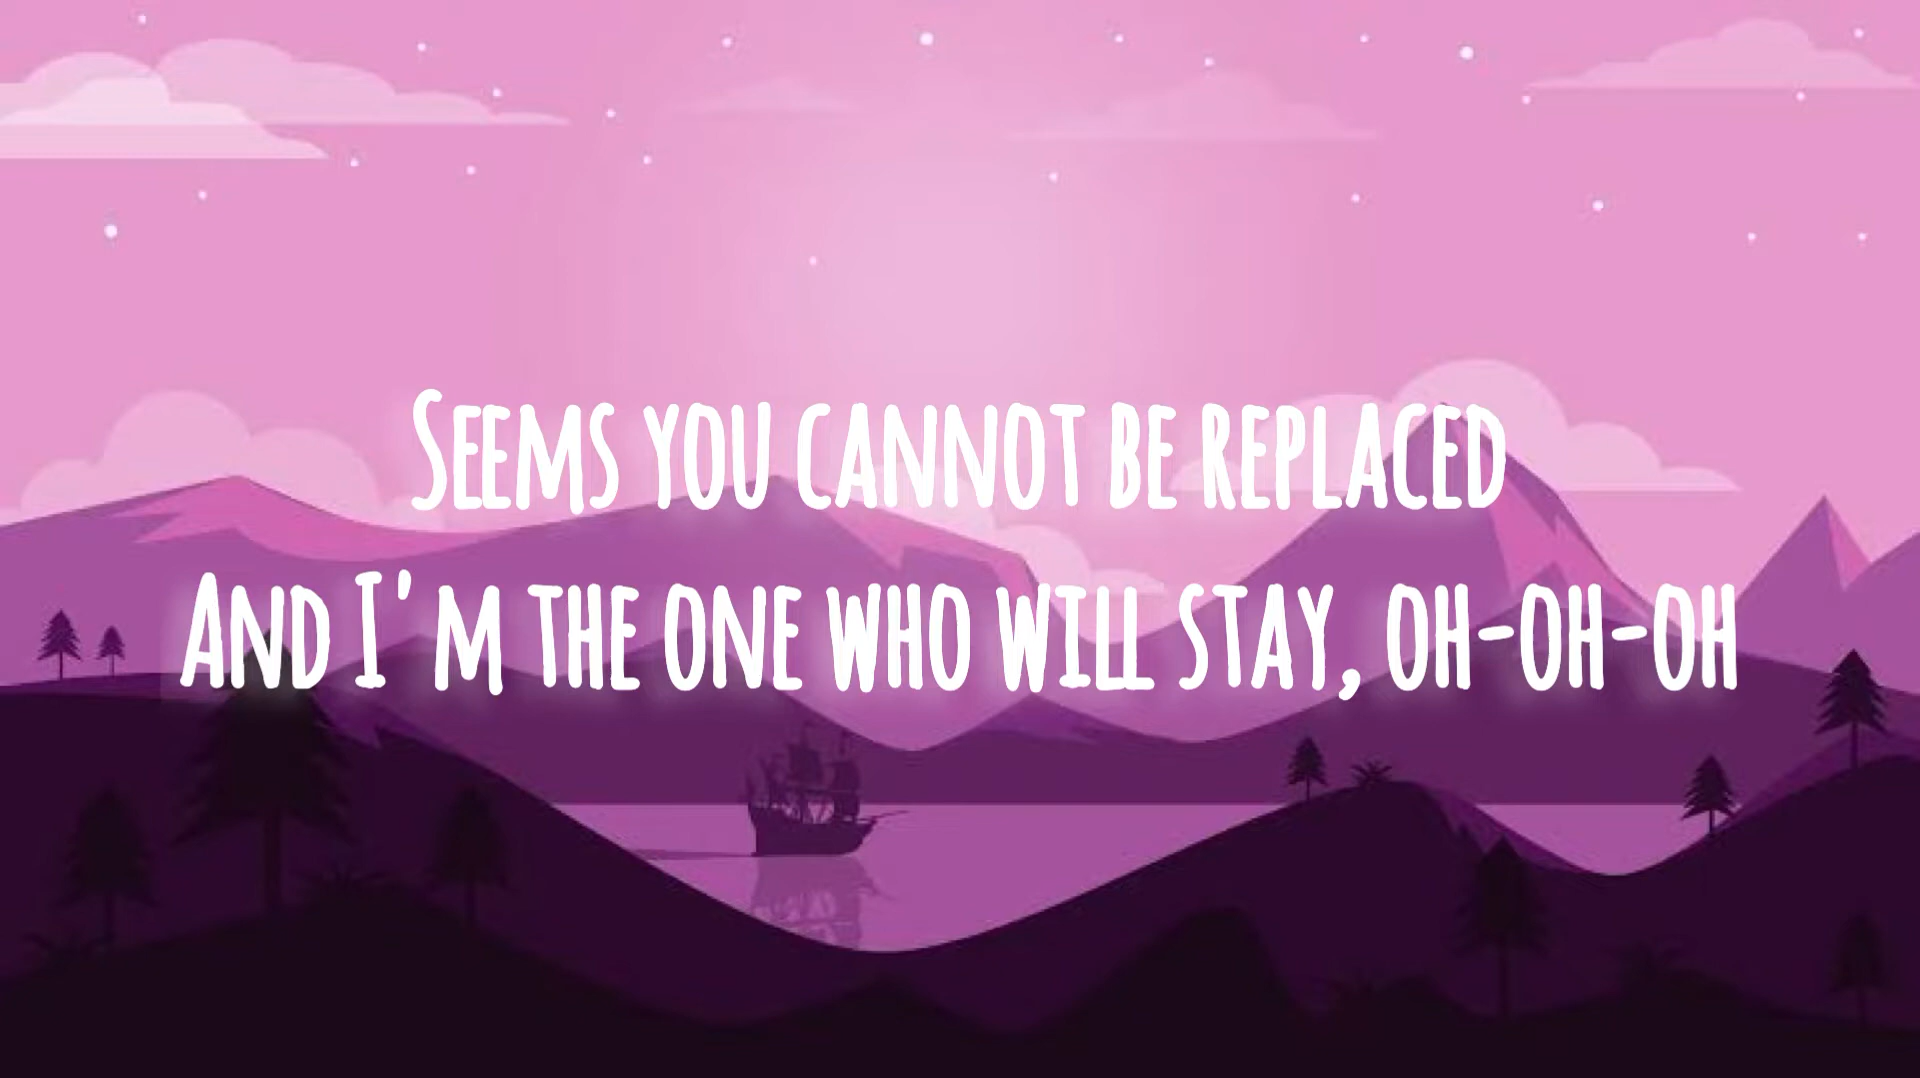 Seems you cannot be replaced
And I'm the one who will stay, oh-oh-oh